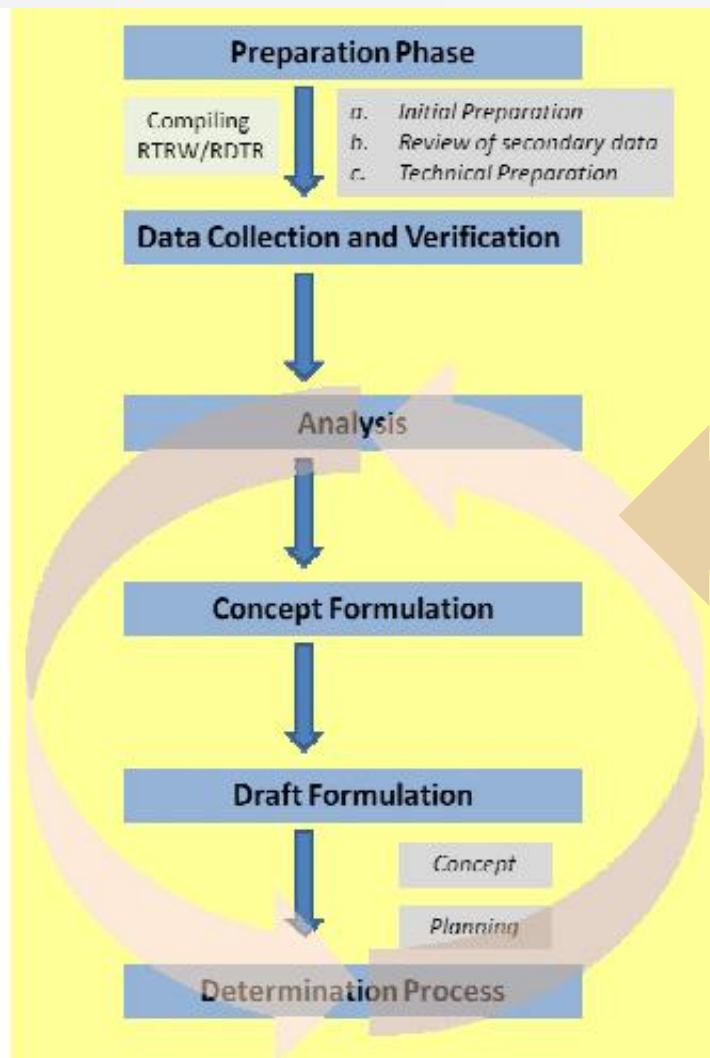 Preparation Phase
Compiling
RTRW/RDTR
a. Initial Preparation
b. Review of secondary data
c. Technical Preparation
Data Collection and Verification
Analysis
Concept Formulation
Draft Formulation
Concept
Planning
Determination Process